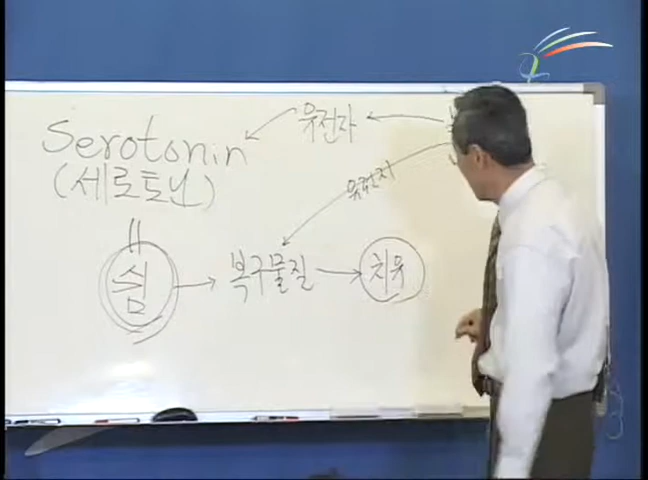 Serotonin
유전자
(세로토닌)
유전자
쉼
복구물질
치유